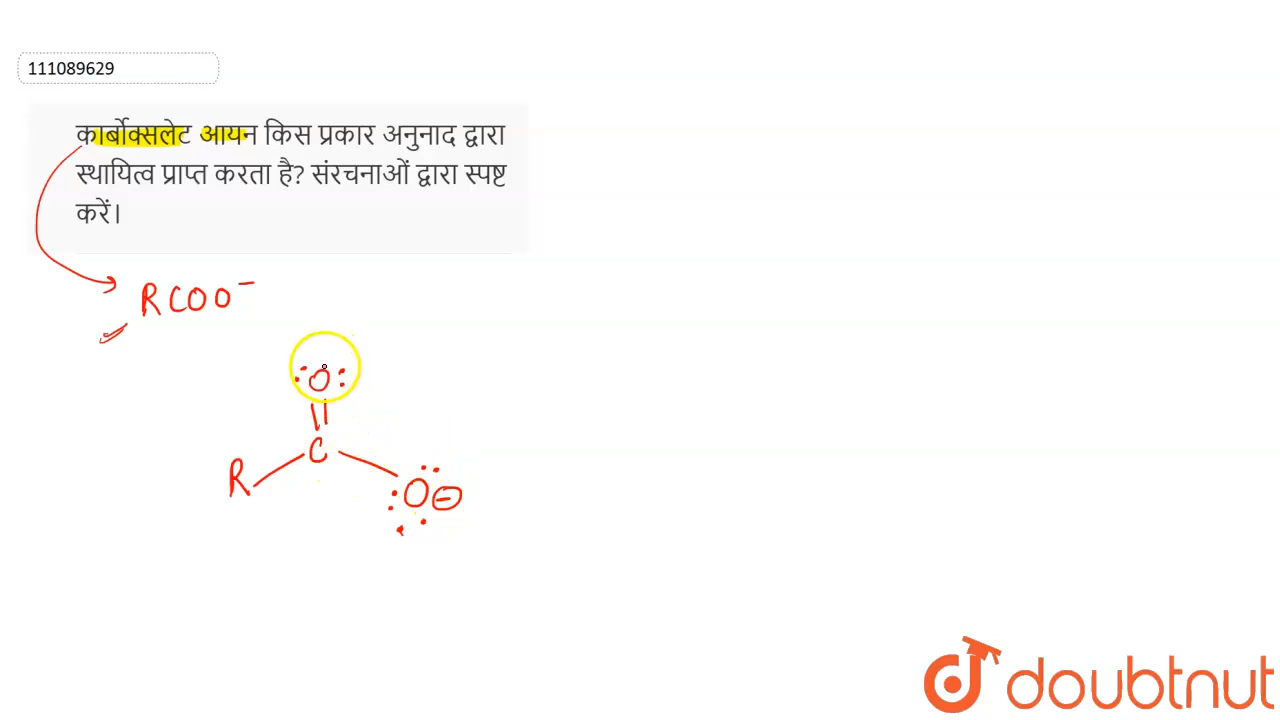 111089629
कार्बोक्सलेट आयन किस प्रकार अनुनाद द्वारा
स्थायित्व प्राप्त करता है? संरचनाओं द्वारा स्पष्ट
करें।
RCOO⁻
:O:
||
C
R
:O⊖
doubtnut